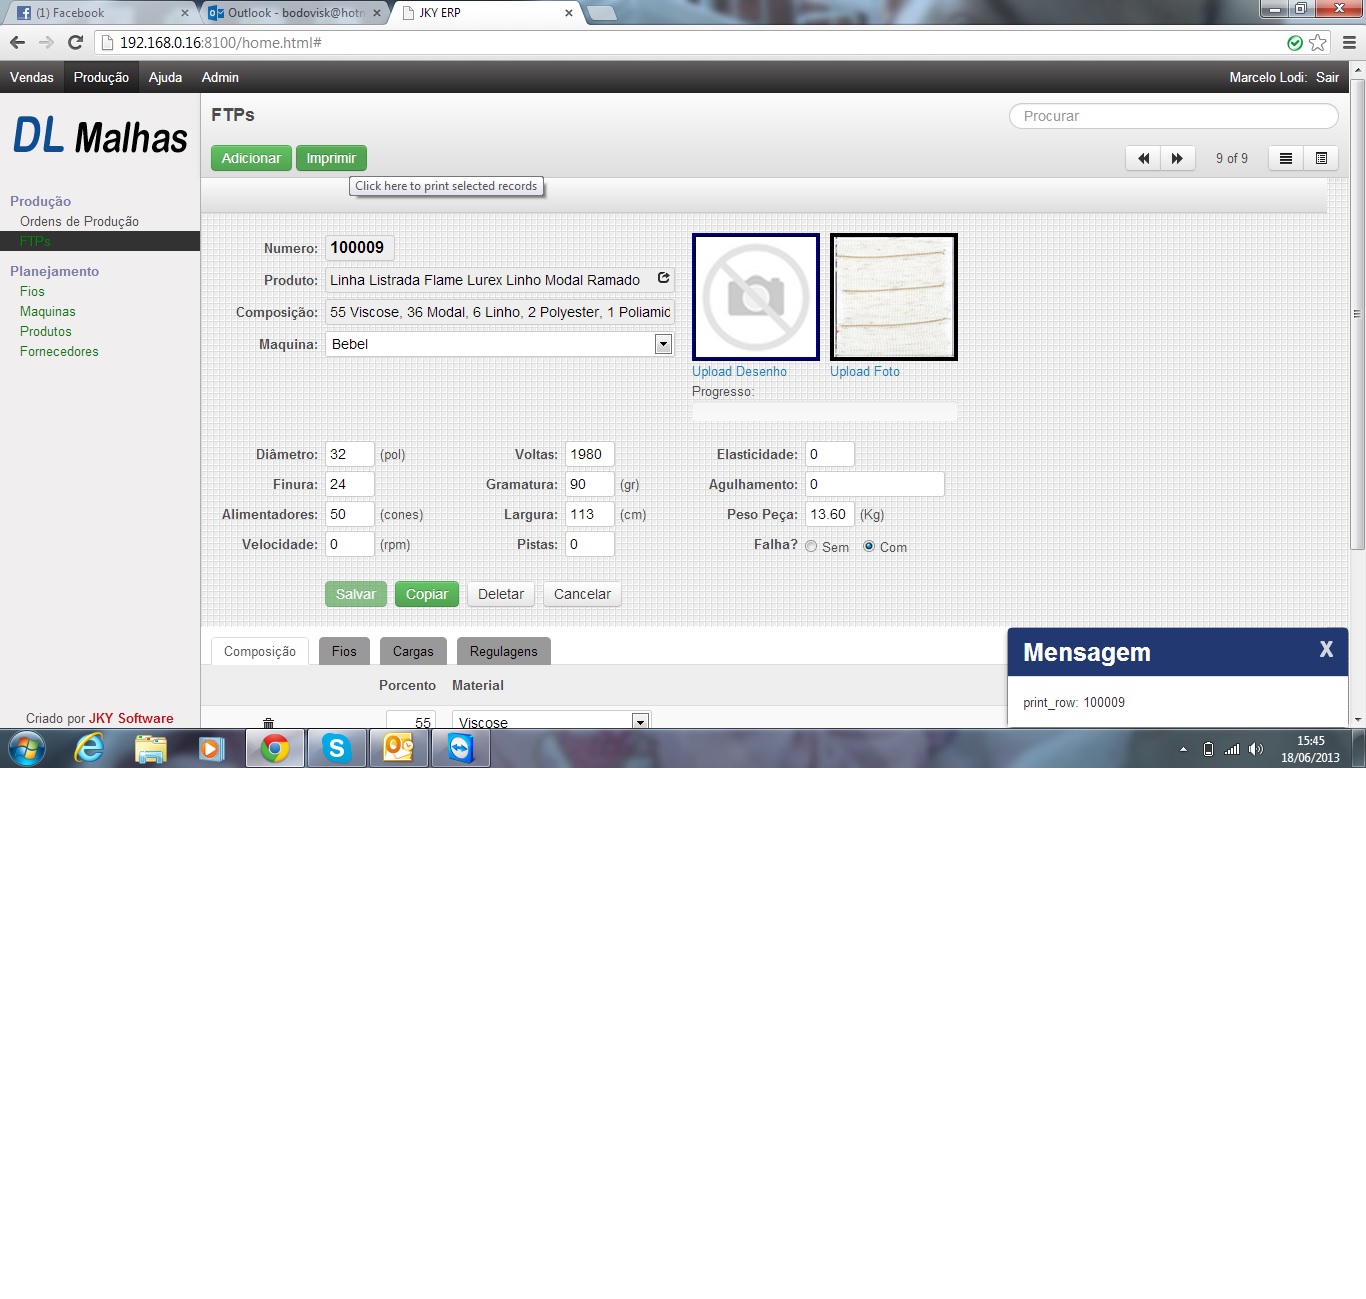 (1) Facebook
Outlook - bodovisk@hotm
JKY ERP
192.168.0.16:8100/home.html#
Vendas Produção Ajuda Admin
Marcelo Lodi: Sair
DL Malhas
FTPs
Procurar
Adicionar Imprimir
9 of 9
Click here to print selected records
Produção
Ordens de Produção
FTPs
Planejamento
Fios
Maquinas
Produtos
Fornecedores
Numero: 100009
Produto: Linha Listrada Flame Lurex Linho Modal Ramado
Composição: 55 Viscose, 36 Modal, 6 Linho, 2 Polyester, 1 Poliamid
Maquina: Bebel
Upload Desenho Upload Foto
Progresso:
Diâmetro: 32 (pol) Voltas: 1980 Elasticidade: 0
Finura: 24 Gramatura: 90 (gr) Agulhamento: 0
Alimentadores: 50 (cones) Largura: 113 (cm) Peso Peça: 13.60 (Kg)
Velocidade: 0 (rpm) Pistas: 0 Falha? Sem Com
Salvar Copiar Deletar Cancelar
Composição Fios Cargas Regulagens
Porcento Material
55 Viscose
Mensagem X
print_row: 100009
Criado por JKY Software
15:45
18/06/2013